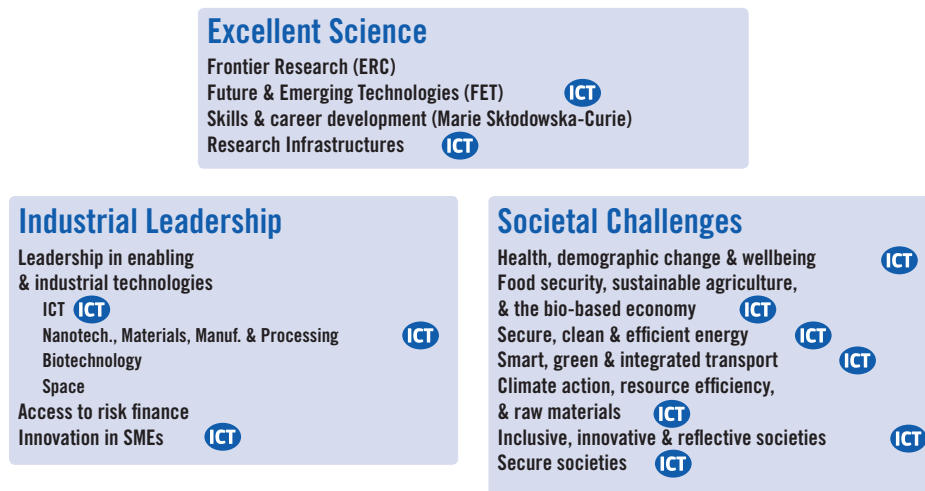 Excellent Science
Frontier Research (ERC)
Future & Emerging Technologies (FET) ICT
Skills & career development (Marie Skłodowska-Curie)
Research Infrastructures ICT
Industrial Leadership
Leadership in enabling
& industrial technologies
ICT ICT
Nanotech., Materials, Manuf. & Processing ICT
Biotechnology
Space
Access to risk finance
Innovation in SMEs ICT
Societal Challenges
Health, demographic change & wellbeing ICT
Food security, sustainable agriculture,
& the bio-based economy ICT
Secure, clean & efficient energy ICT
Smart, green & integrated transport ICT
Climate action, resource efficiency,
& raw materials ICT
Inclusive, innovative & reflective societies ICT
Secure societies ICT